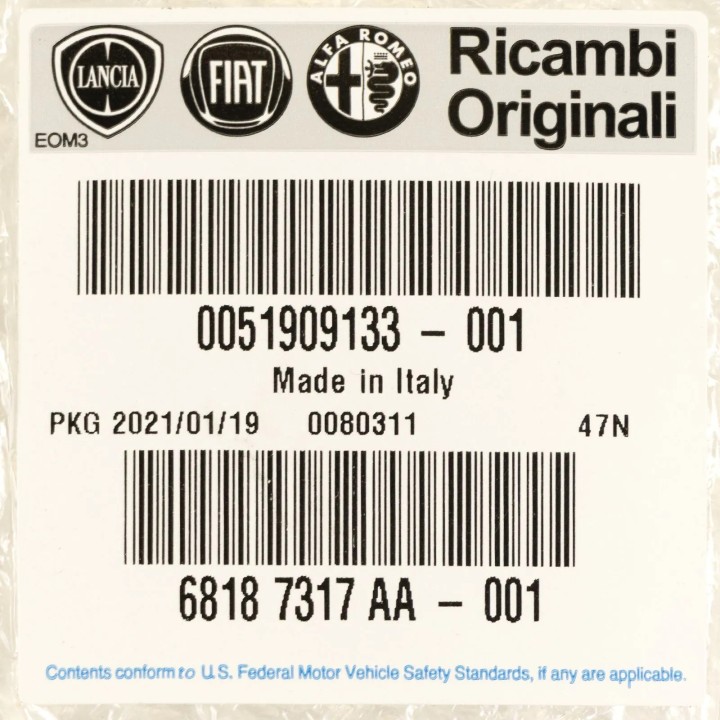 LANCIA FIAT ALFA ROMEO Ricambi
Originali
EOM3
0051909133 - 001
Made in Italy
PKG 2021/01/19 0080311 47N
6818 7317 AA - 001
Contents conform to U.S. Federal Motor Vehicle Safety Standards, if any are applicable.